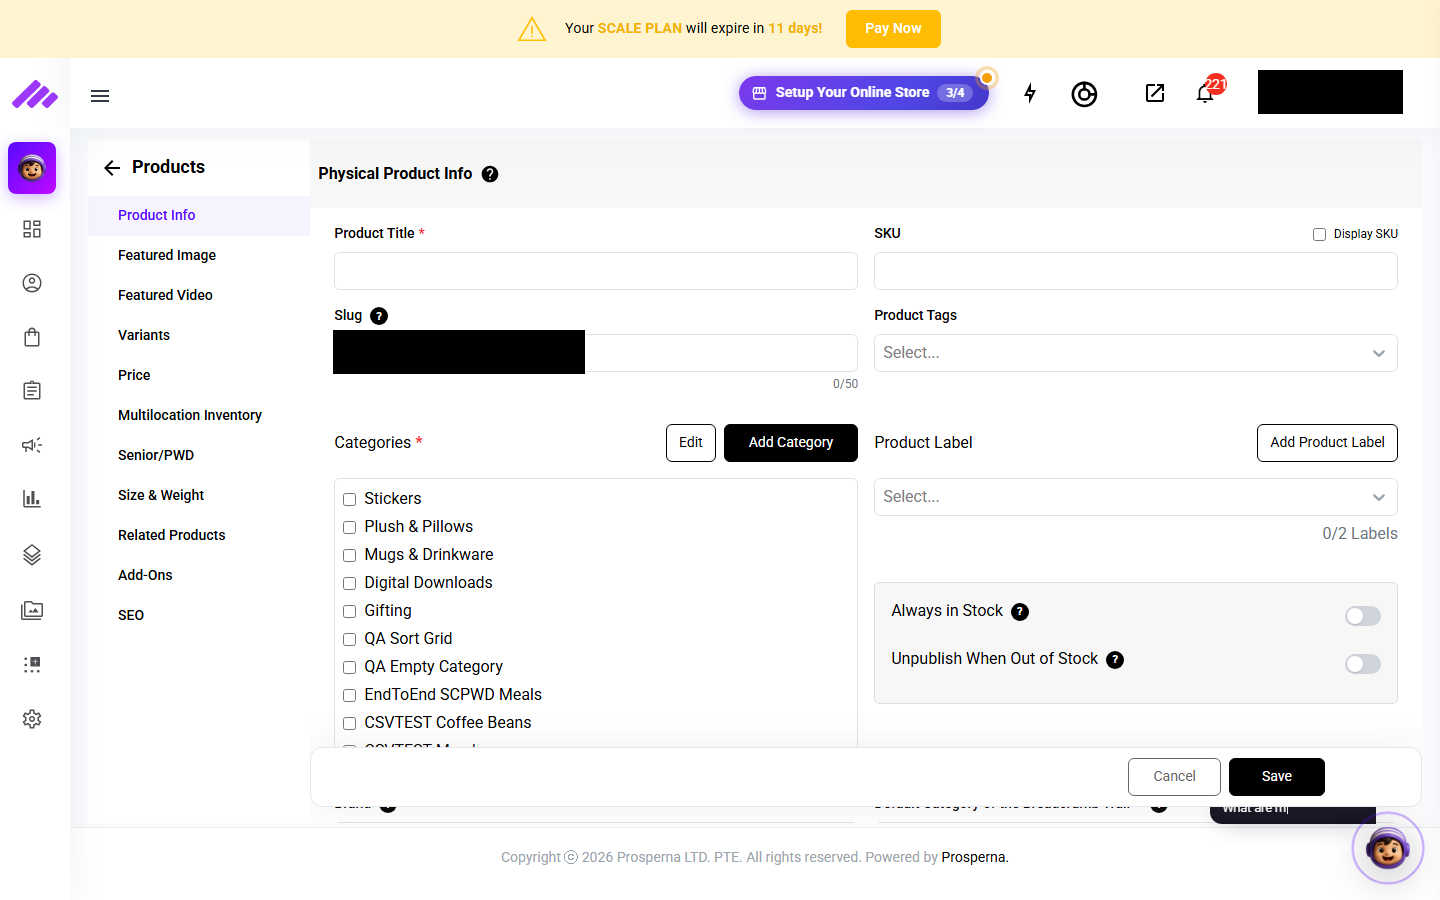 Your SCALE PLAN will expire in 11 days!
Pay Now
Setup Your Online Store 3/4
221
Products
Product Info
Featured Image
Featured Video
Variants
Price
Multilocation Inventory
Senior/PWD
Size & Weight
Related Products
Add-Ons
SEO
Physical Product Info ?
Product Title *
SKU
Display SKU
Slug ?
Product Tags
Select...
0/50
Categories *
Edit
Add Category
Product Label
Add Product Label
Stickers
Plush & Pillows
Mugs & Drinkware
Digital Downloads
Gifting
QA Sort Grid
QA Empty Category
EndToEnd SCPWD Meals
CSVTEST Coffee Beans
Select...
0/2 Labels
Always in Stock ?
Unpublish When Out of Stock ?
Cancel
Save
What are m
Copyright © 2026 Prosperna LTD. PTE. All rights reserved. Powered by Prosperna.